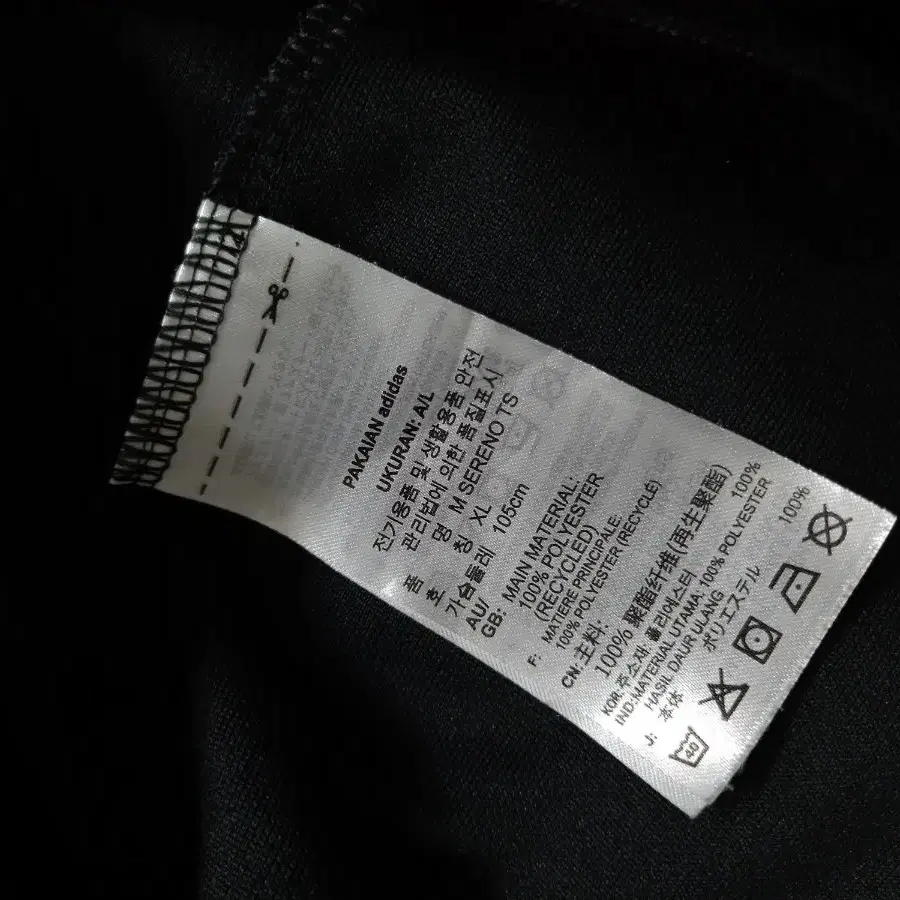 PAKAIAN adidas
UKURAN: A/L
전기용품 및 생활용품 안전
관리법에 의한 품질표시
품 명 M SERENO TS
호 칭 XL
가슴둘레 105cm
AU/
GB: MAIN MATERIAL:
100% POLYESTER
(RECYCLED)
F: MATIERE PRINCIPALE:
100% POLYESTER (RECYCLE)
CN: 主料:
100% 聚酯纤维(再生聚酯)
KOR: 주소재: 폴리에스터 100%
IND: MATERIAL UTAMA, 100% POLYESTER
HASIL DAUR ULANG
J: 本体 ポリエステル 100%
40